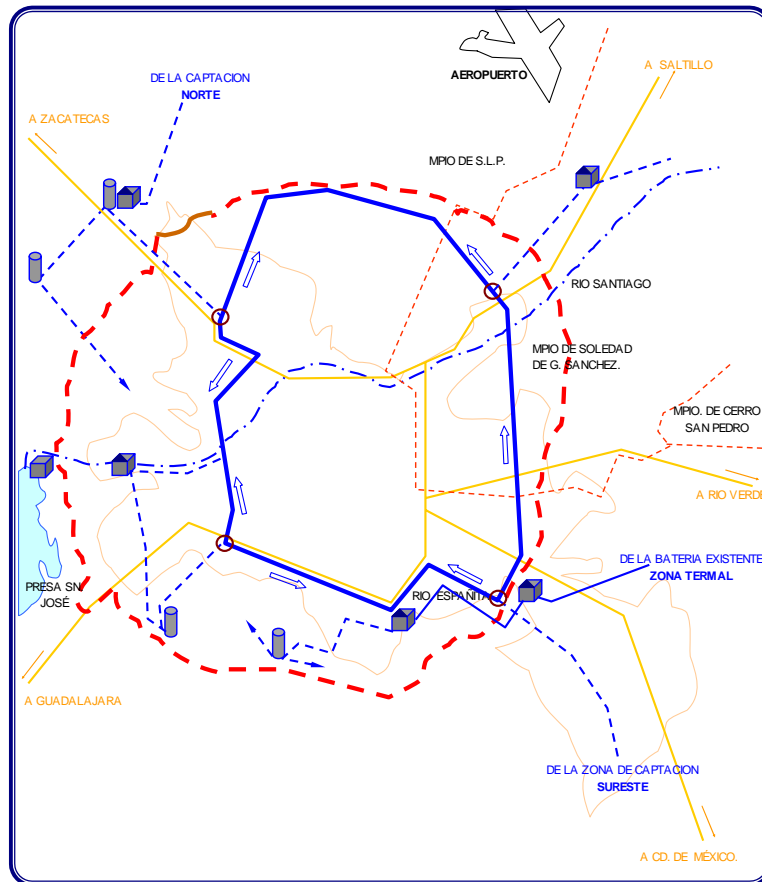 A SALTILLO
AEROPUERTO
DE LA CAPTACION
NORTE
A ZACATECAS
MPIO DE S.L.P.
RIO SANTIAGO
MPIO DE SOLEDAD
DE G. SANCHEZ.
MPIO. DE CERRO
SAN PEDRO
A RIO VERDE
DE LA BATERIA EXISTENTE
ZONA TERMAL
PRESA SN.
JOSÉ
RIO ESPAÑITA
A GUADALAJARA
DE LA ZONA DE CAPTACION
SURESTE
A CD. DE MÉXICO.